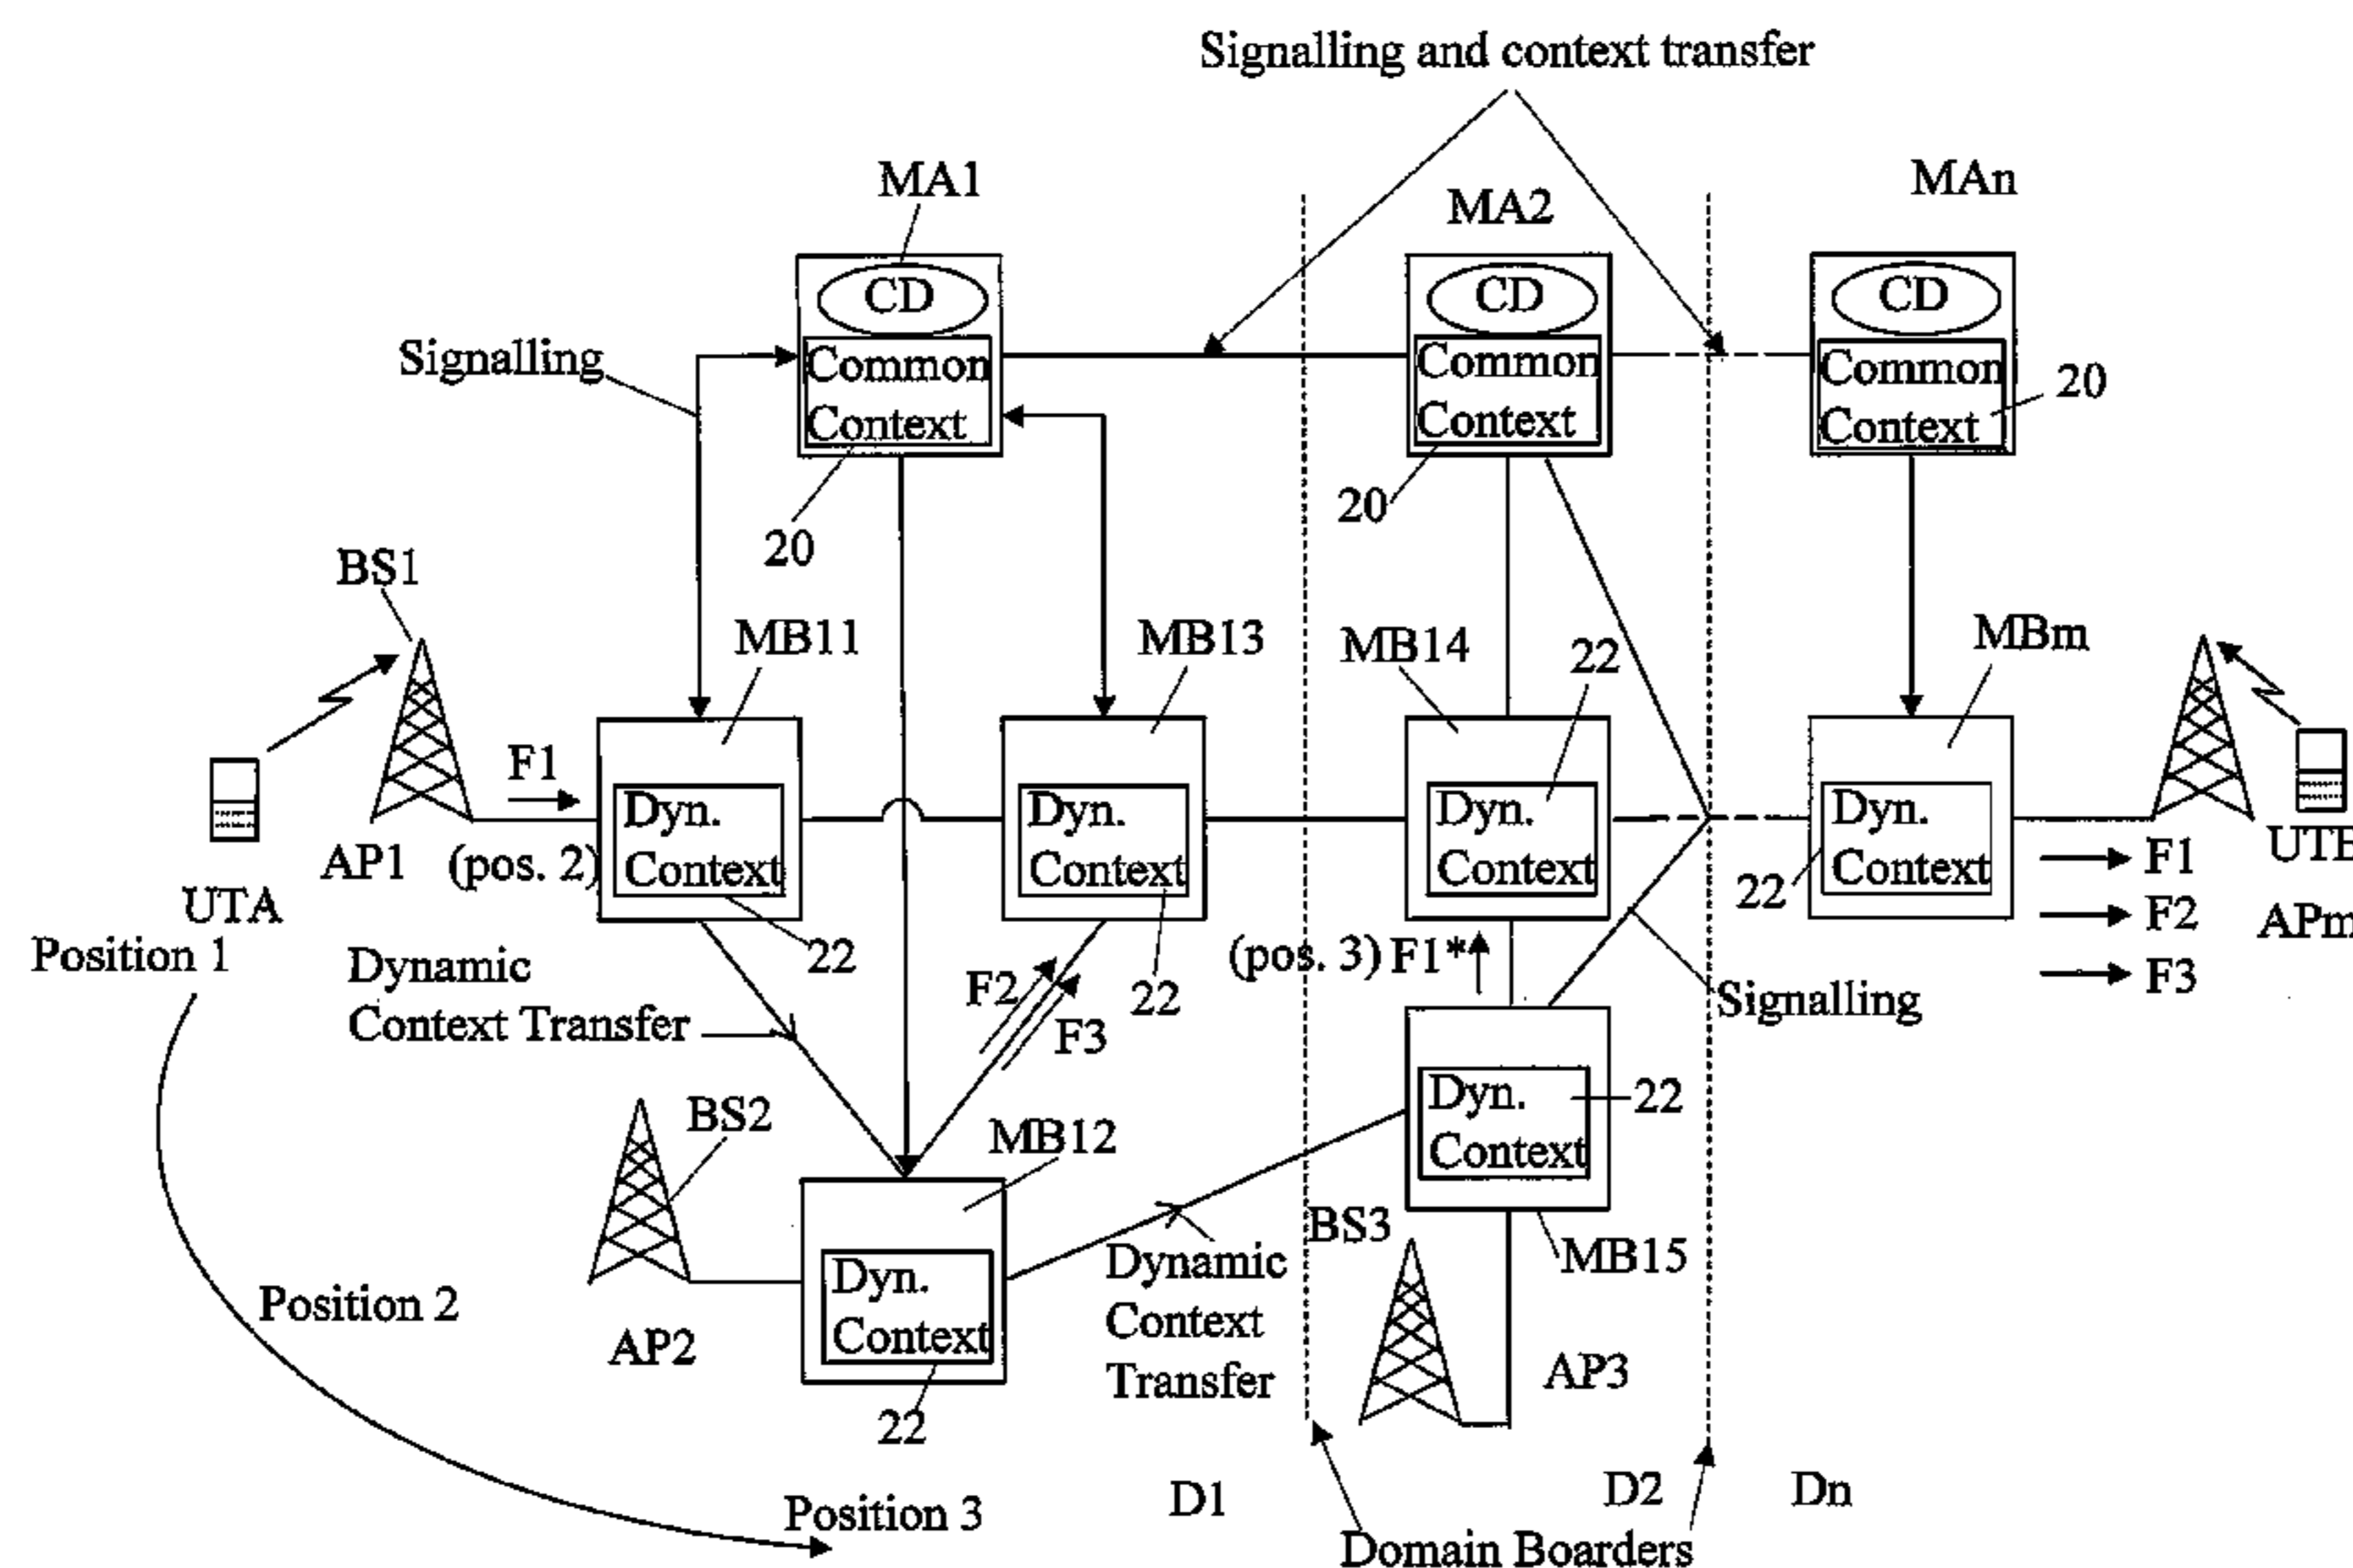 Signalling and context transfer
MA1
MA2
MAn
CD
CD
CD
Signalling
Common
Context
Common
Context
Common
Context
20
20
20
BS1
MB11
MB13
MB14
22
MBm
F1
Dyn.
Context
Dyn.
Context
Dyn.
Context
Dyn.
Context
AP1
(pos. 2)
UTA
22
UTE
F1
F2
F3
APm
Position 1
22
Dynamic
Context Transfer
F2
F3
22
(pos. 3) F1*
Signalling
BS2
MB12
Dyn.
Context
22
Position 2
AP2
Dyn.
Context
22
Dynamic
Context
Transfer
BS3
MB15
AP3
Position 3
D1
D2
Dn
Domain Boarders